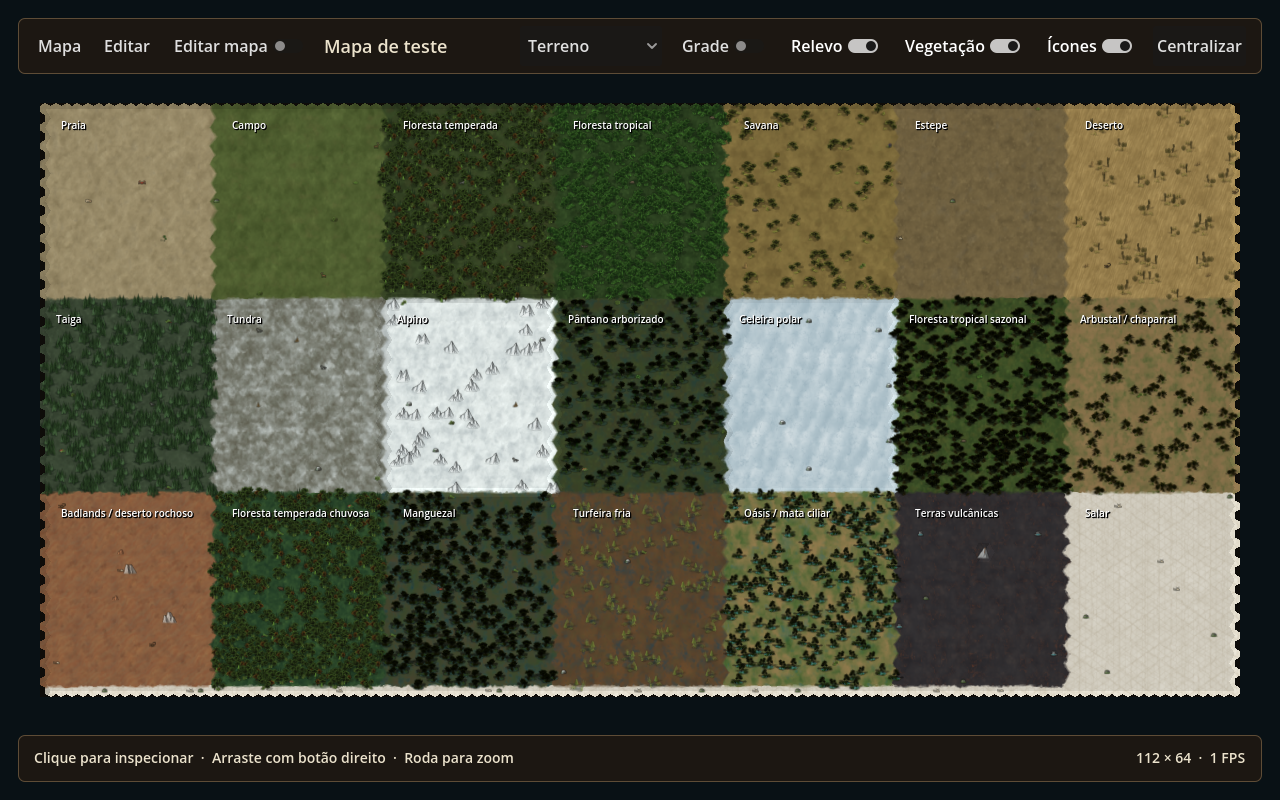 Mapa Editar Editar mapa Mapa de teste Terreno Grade Relevo Vegetação Ícones Centralizar
Praia Campo Floresta temperada Floresta tropical Savana Estepe Deserto
Taiga Tundra Alpino Pântano arborizado Geleira polar Floresta tropical sazonal Arbustal / chaparral
Badlands / deserto rochoso Floresta temperada chuvosa Manguezal Turfeira fria Oásis / mata ciliar Terras vulcânicas Salar
Clique para inspecionar · Arraste com botão direito · Roda para zoom 112 × 64 · 1 FPS